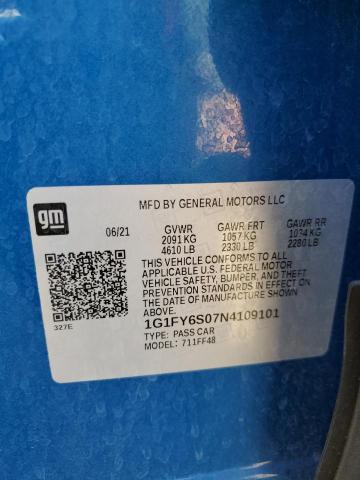 MFD BY GENERAL MOTORS LLC
gm
06/21 GVWR GAWR FRT GAWR RR
2091 KG 1057 KG 1034 KG
4610 LB 2330 LB 2280 LB
THIS VEHICLE CONFORMS TO ALL
APPLICABLE U.S. FEDERAL MOTOR
VEHICLE SAFETY, BUMPER, AND THEFT
PREVENTION STANDARDS IN EFFECT ON
THE DATE OF MANUFACTURE SHOWN
ABOVE.
327E
1G1FY6S07N4109101
TYPE: PASS CAR
MODEL: 711FF48